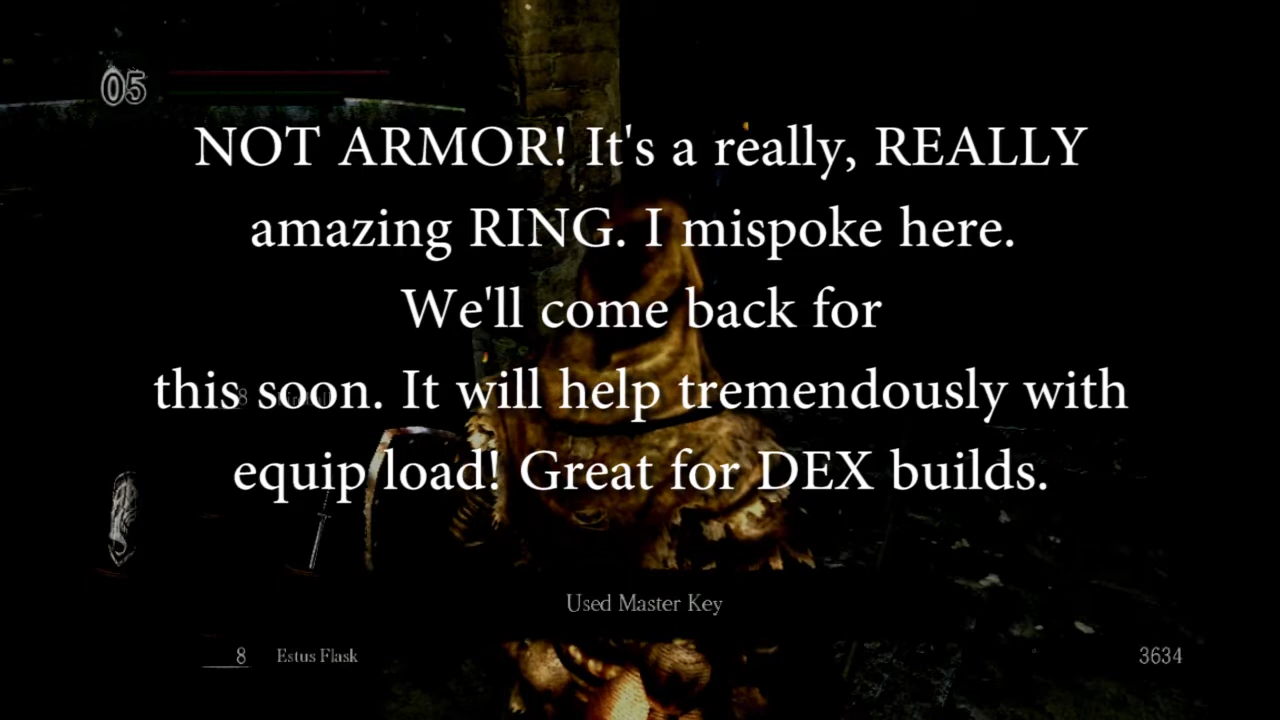 05
NOT ARMOR! It's a really, REALLY
amazing RING. I mispoke here.
We'll come back for
this soon. It will help tremendously with
equip load! Great for DEX builds.
Used Master Key
8 Estus Flask
3634